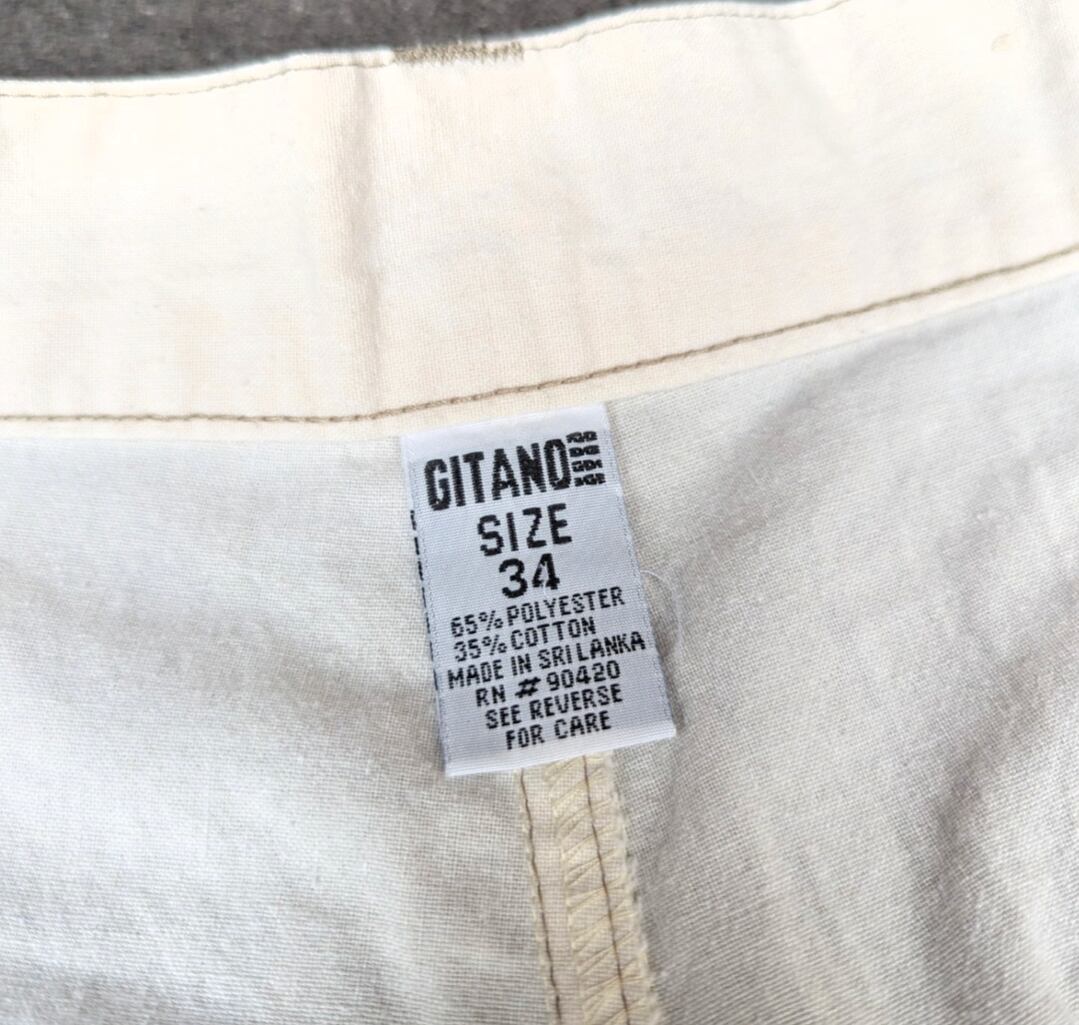 GITANO
SIZE
34
65% POLYESTER
35% COTTON
MADE IN SRI LANKA
RN # 90420
SEE REVERSE
FOR CARE